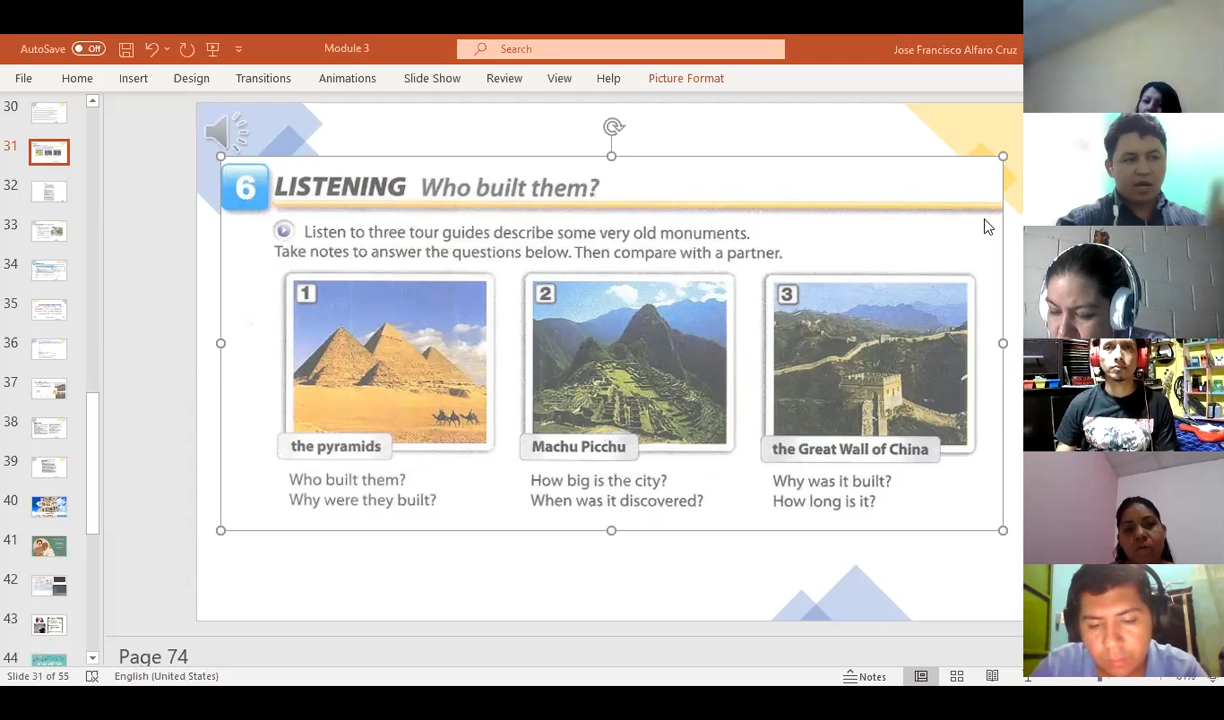 AutoSave Off
Module 3
Search
Jose Francisco Alfaro Cruz
File Home Insert Design Transitions Animations Slide Show Review View Help Picture Format
30
31
32
33
34
35
36
37
38
39
40
41
42
43
44
6 LISTENING Who built them?
Listen to three tour guides describe some very old monuments.
Take notes to answer the questions below. Then compare with a partner.
1
2
3
the pyramids
Machu Picchu
the Great Wall of China
Who built them?
Why were they built?
How big is the city?
When was it discovered?
Why was it built?
How long is it?
Page 74
Slide 31 of 55 English (United States) Notes